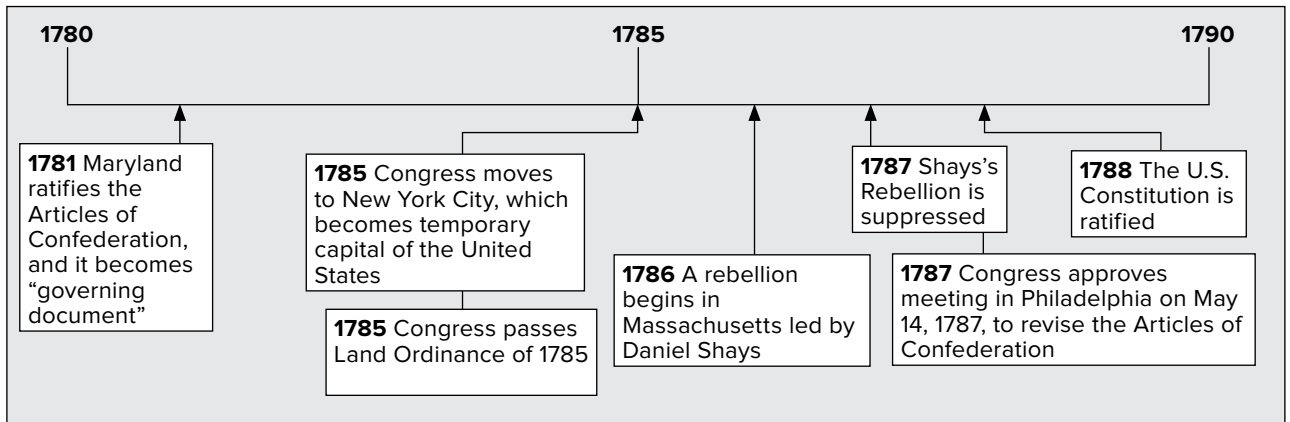 1780
1785
1790
1781 Maryland
ratifies the
Articles of
Confederation,
and it becomes
“governing
document”
1785 Congress moves
to New York City, which
becomes temporary
capital of the United
States
1785 Congress passes
Land Ordinance of 1785
1786 A rebellion
begins in
Massachusetts led by
Daniel Shays
1787 Shays’s
Rebellion is
suppressed
1787 Congress approves
meeting in Philadelphia on May
14, 1787, to revise the Articles of
Confederation
1788 The U.S.
Constitution is
ratified